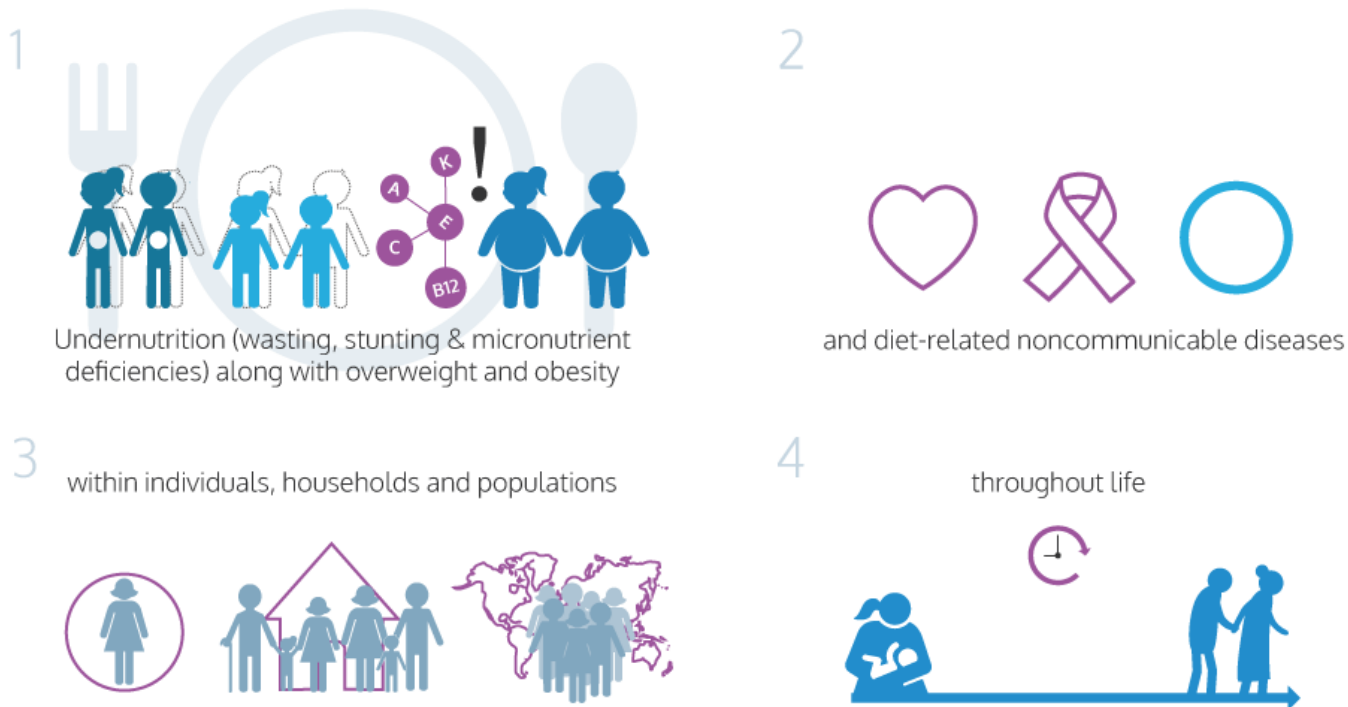 1
K
A
E
C
B12
!
Undernutrition (wasting, stunting & micronutrient
deficiencies) along with overweight and obesity
2
and diet-related noncommunicable diseases
3
within individuals, households and populations
4
throughout life